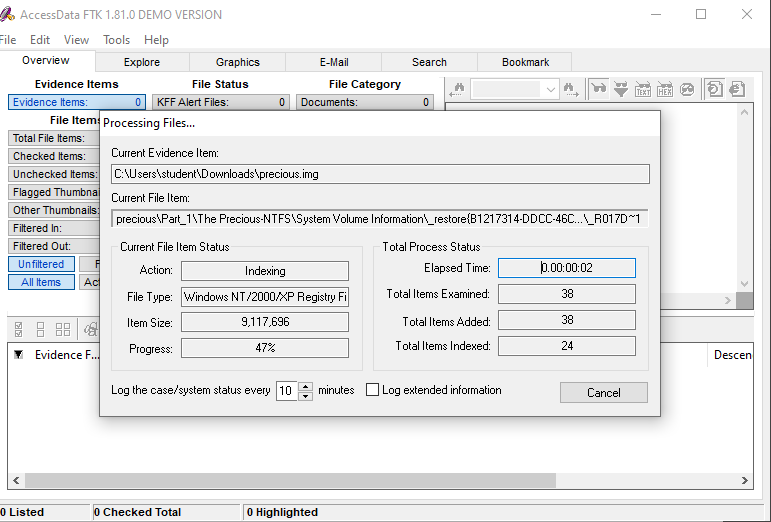 AccessData FTK 1.81.0 DEMO VERSION
File Edit View Tools Help
Overview Explore Graphics E-Mail Search Bookmark
Evidence Items File Status File Category
Evidence Items: 0 KFF Alert Files: 0 Documents: 0
File Items
Total File Items:
Checked Items:
Unchecked Items:
Flagged Thumbnai
Other Thumbnails:
Filtered In:
Filtered Out:
Unfiltered F
All Items Ac
TEXT HEX
Processing Files...
Current Evidence Item:
C:\Users\student\Downloads\precious.img
Current File Item:
precious\Part_1\The Precious-NTFS\System Volume Information\_restore{B1217314-DDCC-46C...\_R017D~1
Current File Item Status
Action: Indexing
File Type: Windows NT/2000/XP Registry Fi
Item Size: 9,117,696
Progress: 47%
Total Process Status
Elapsed Time: 0.00:00:02
Total Items Examined: 38
Total Items Added: 38
Total Items Indexed: 24
Log the case/system status every 10 minutes Log extended information Cancel
Evidence F... Descen
0 Listed 0 Checked Total 0 Highlighted